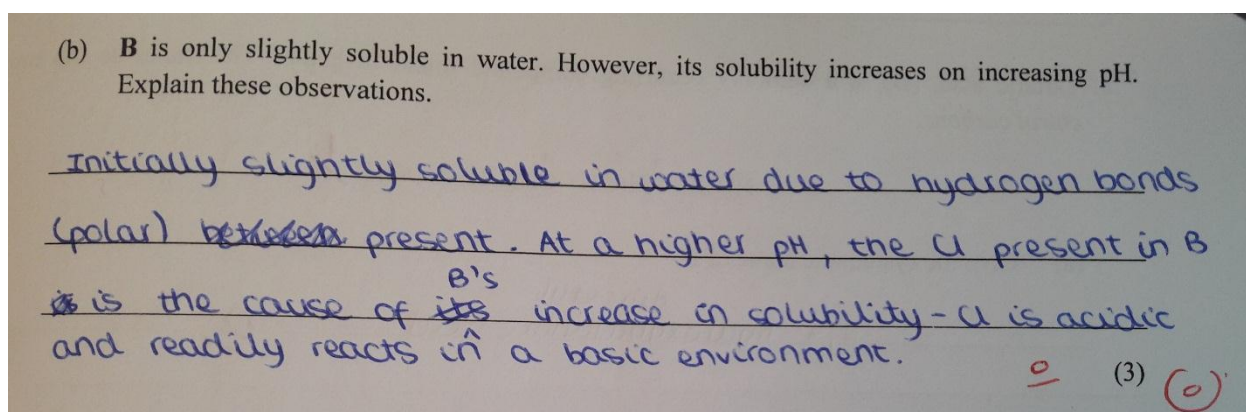 (b) B is only slightly soluble in water. However, its solubility increases on increasing pH.
Explain these observations.
Initially slightly soluble in water due to hydrogen bonds
(polar) present. At a higher pH, the Cl present in B
is the cause of B's increase in solubility - Cl is acidic
and readily reacts in a basic environment.
0 (3) 0